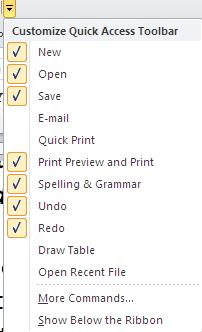 Customize Quick Access Toolbar
New
Open
Save
E-mail
Quick Print
Print Preview and Print
Spelling & Grammar
Undo
Redo
Draw Table
Open Recent File
More Commands...
Show Below the Ribbon